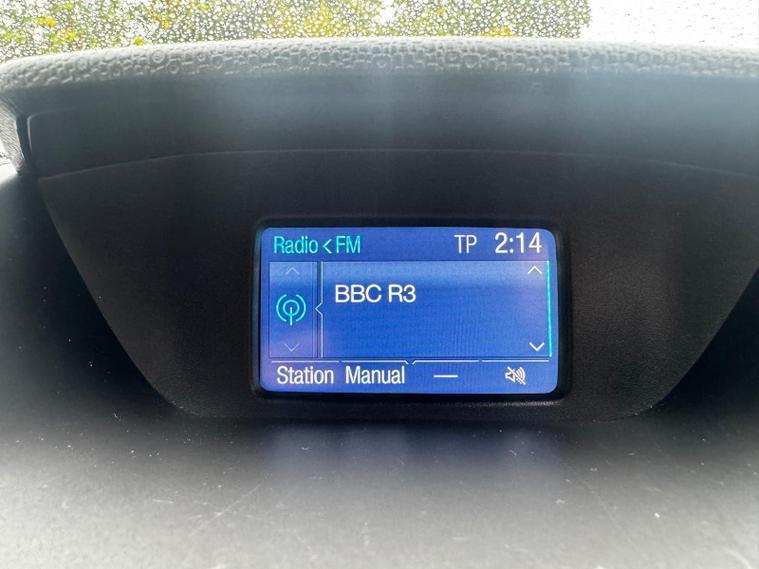 Radio < FM TP 2:14
BBC R3
Station Manual —